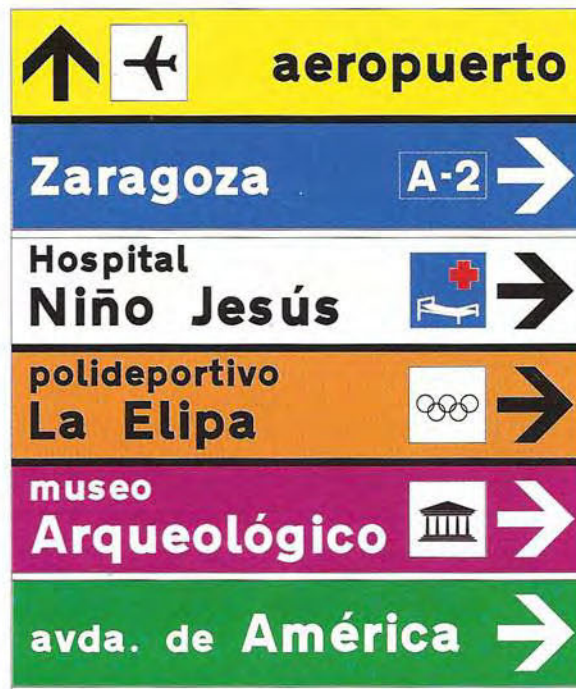 aeropuerto
Zaragoza A-2
Hospital
Niño Jesús
polideportivo
La Elipa
museo
Arqueológico
avda. de América